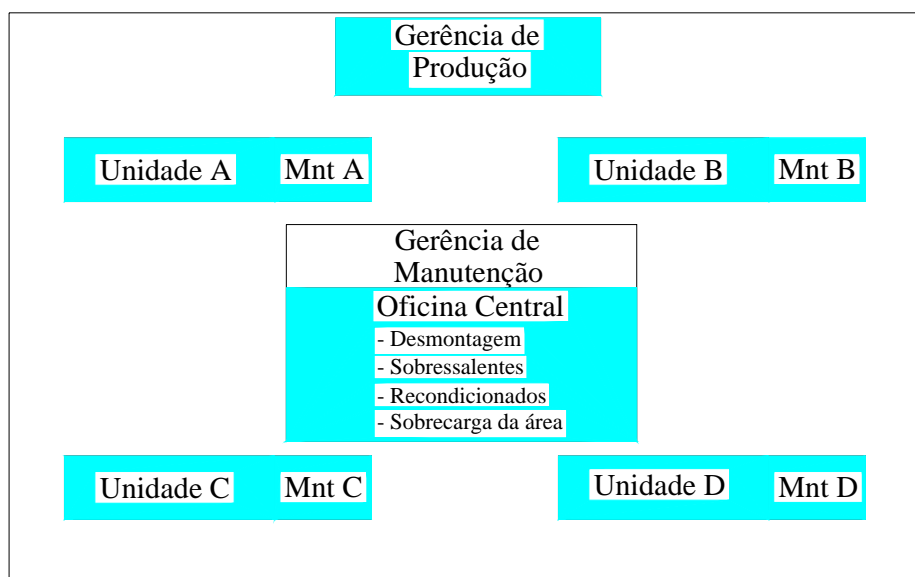 Gerência de
Produção
Unidade A Mnt A
Unidade B Mnt B
Gerência de
Manutenção
Oficina Central
- Desmontagem
- Sobressalentes
- Recondicionados
- Sobrecarga da área
Unidade C Mnt C
Unidade D Mnt D